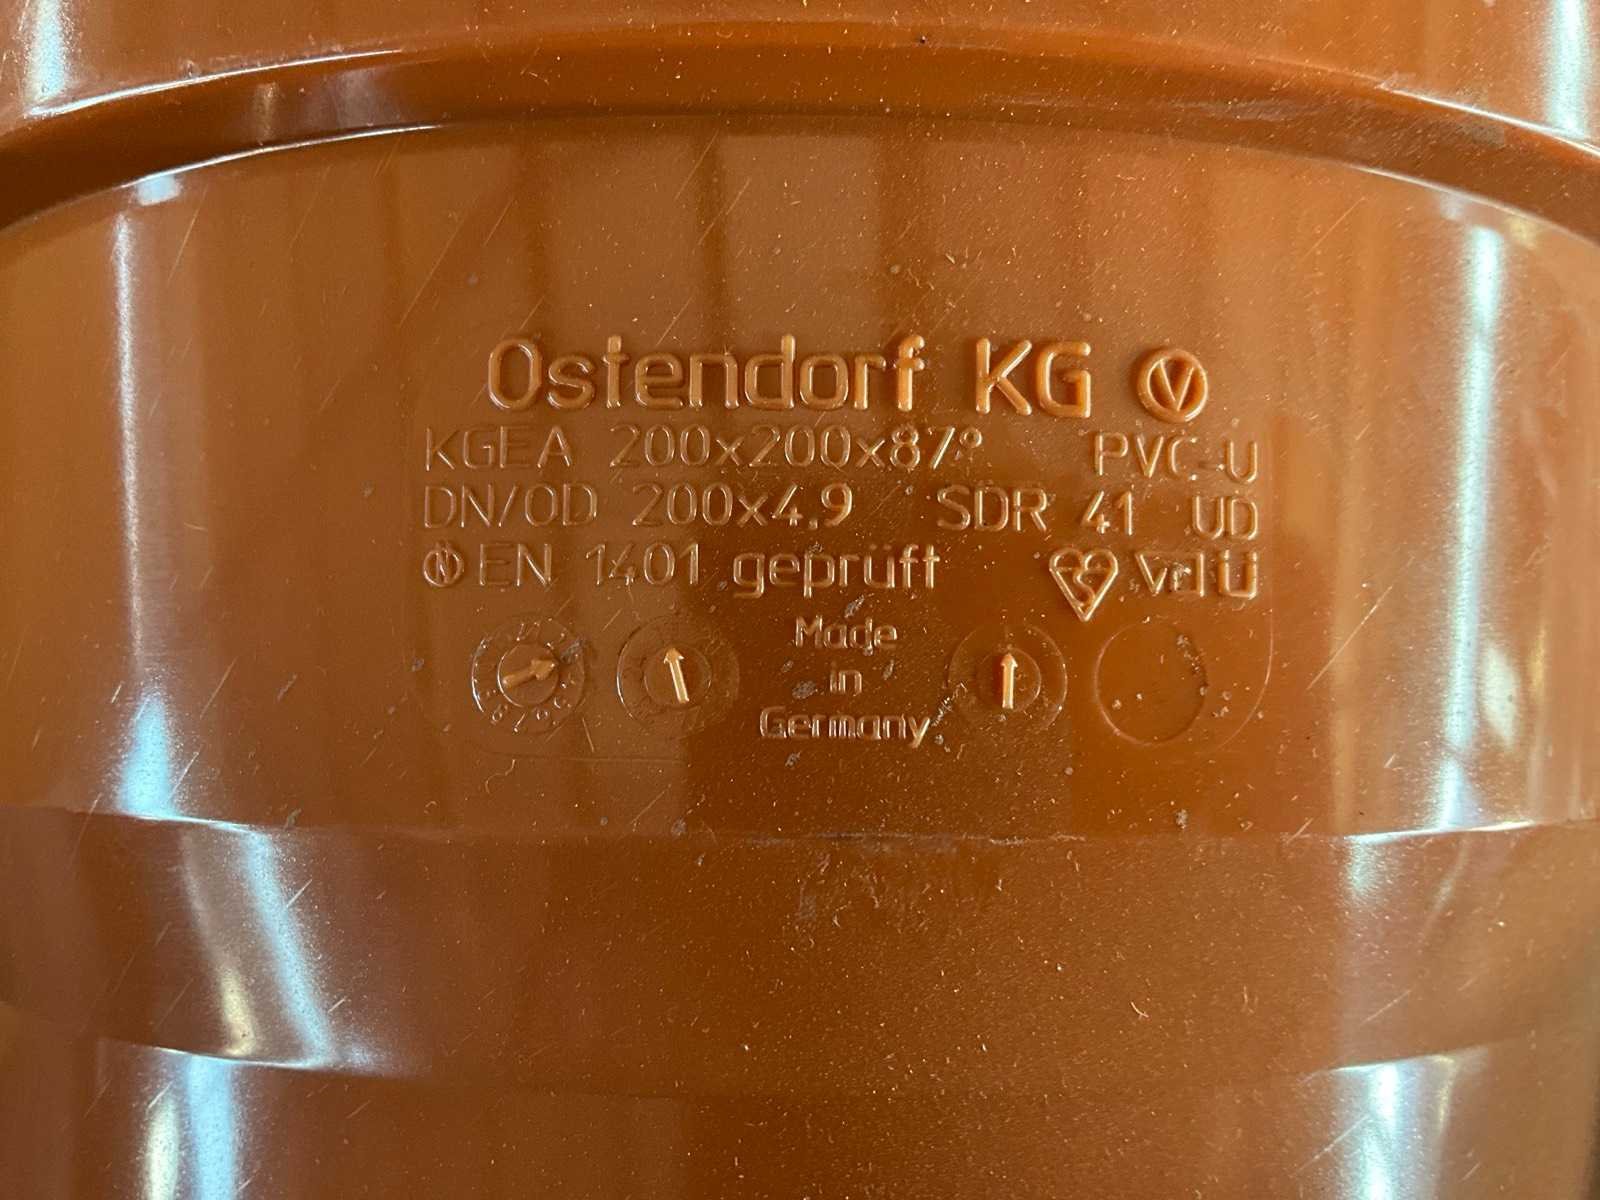 Ostendorf KG V
KGEA 200x200x87° PVC-U
DN/OD 200x4,9 SDR 41 UD
N EN 1401 geprüft Ü
Made
in
Germany